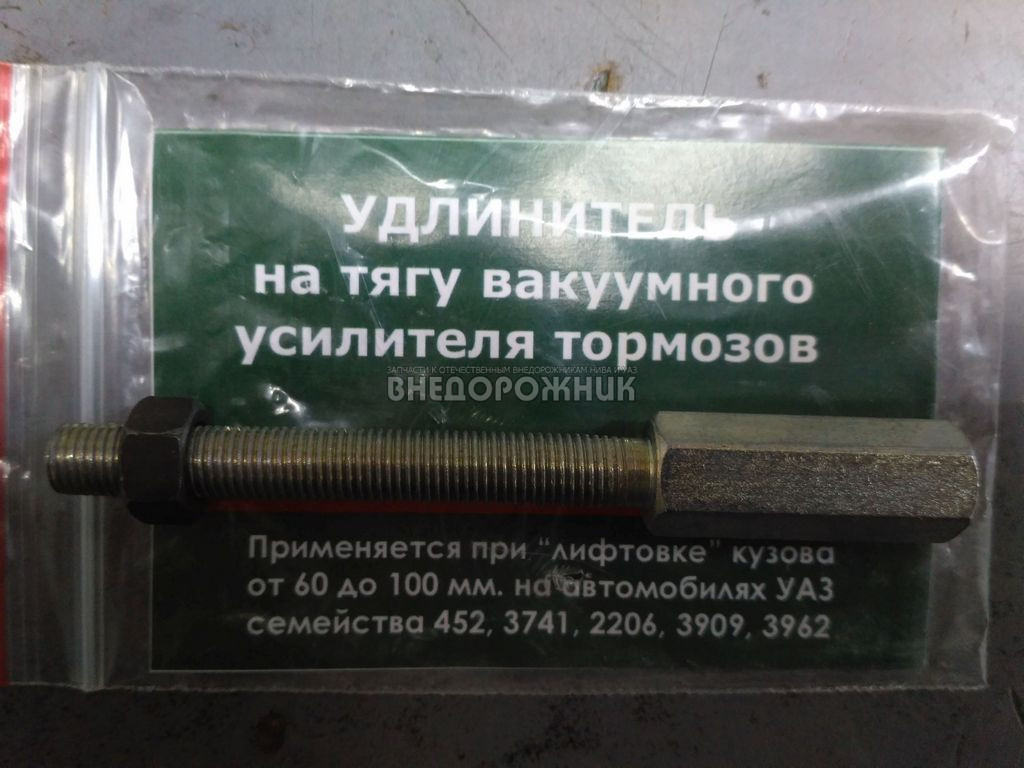 УДЛИНИТЕЛЬ
на тягу вакуумного
усилителя тормозов
ЗАПЧАСТИ К ОТЕЧЕСТВЕННЫМ ВНЕДОРОЖНИКАМ НИВА И УАЗ
ВНЕДОРОЖНИК
Применяется при "лифтовке" кузова
от 60 до 100 мм. на автомобилях УАЗ
семейства 452, 3741, 2206, 3909, 3962